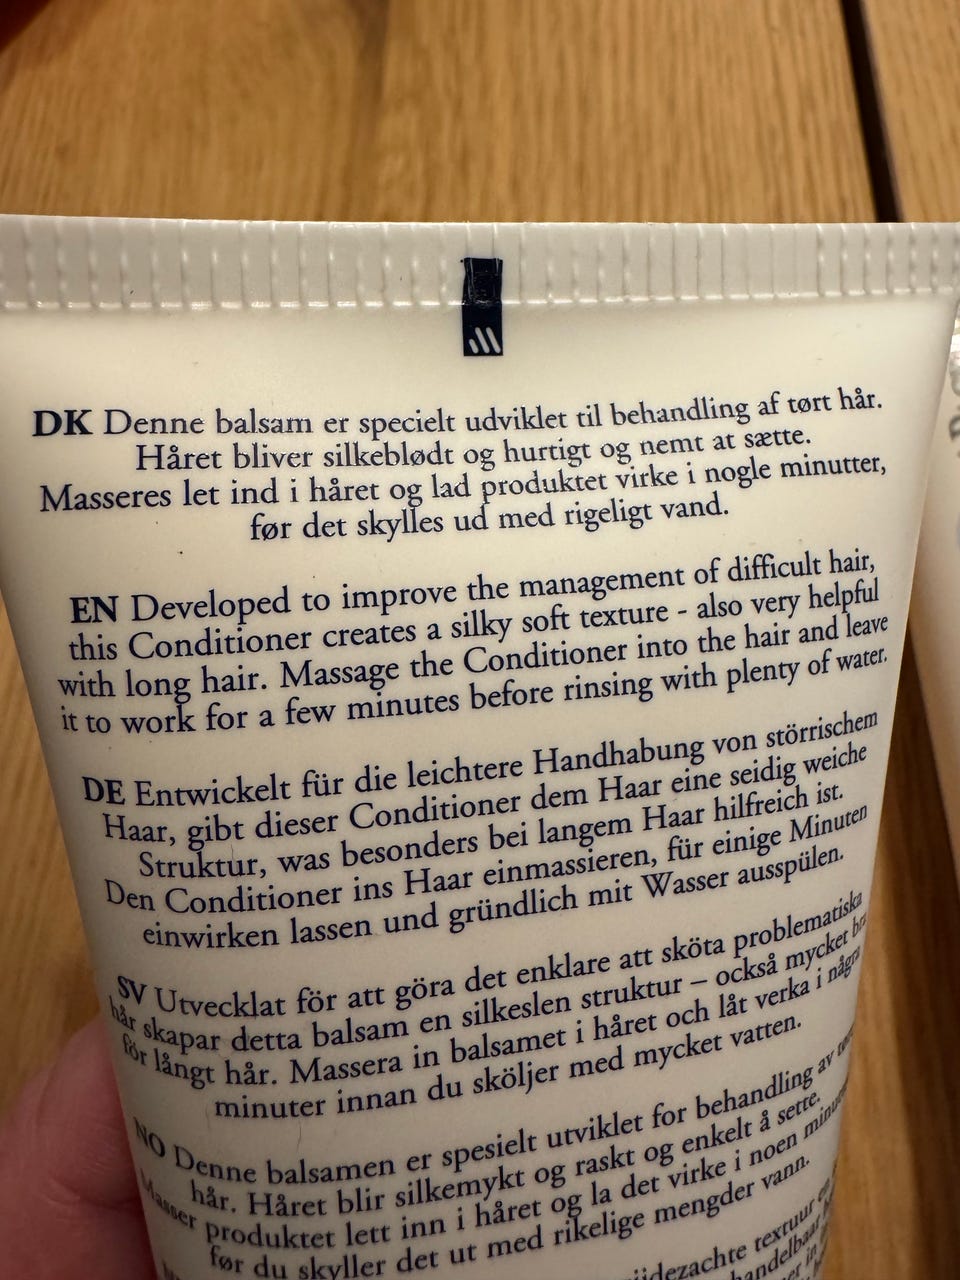 DK Denne balsam er specielt udviklet til behandling af tørt hår.
Håret bliver silkeblødt og hurtigt og nemt at sætte.
Masseres let ind i håret og lad produktet virke i nogle minutter,
før det skylles ud med rigeligt vand.
EN Developed to improve the management of difficult hair,
this Conditioner creates a silky soft texture - also very helpful
with long hair. Massage the Conditioner into the hair and leave
it to work for a few minutes before rinsing with plenty of water.
DE Entwickelt für die leichtere Handhabung von störrischem
Haar, gibt dieser Conditioner dem Haar eine seidig weiche
Struktur, was besonders bei langem Haar hilfreich ist.
Den Conditioner ins Haar einmassieren, für einige Minuten
einwirken lassen und gründlich mit Wasser ausspülen.
SV Utvecklat för att göra det enklare att sköta problematiska
hår skapar detta balsam en silkeslen struktur – också mycket
för långt hår. Massera in balsamet i håret och låt verka i några
minuter innan du sköljer med mycket vatten.
NO Denne balsamen er spesielt utviklet for behandling av
hår. Håret blir silkemykt og raskt og enkelt å sette.
Masser produktet lett inn i håret og la det virke i noen
før du skyller det ut med rikelige mengder vann.
textuur